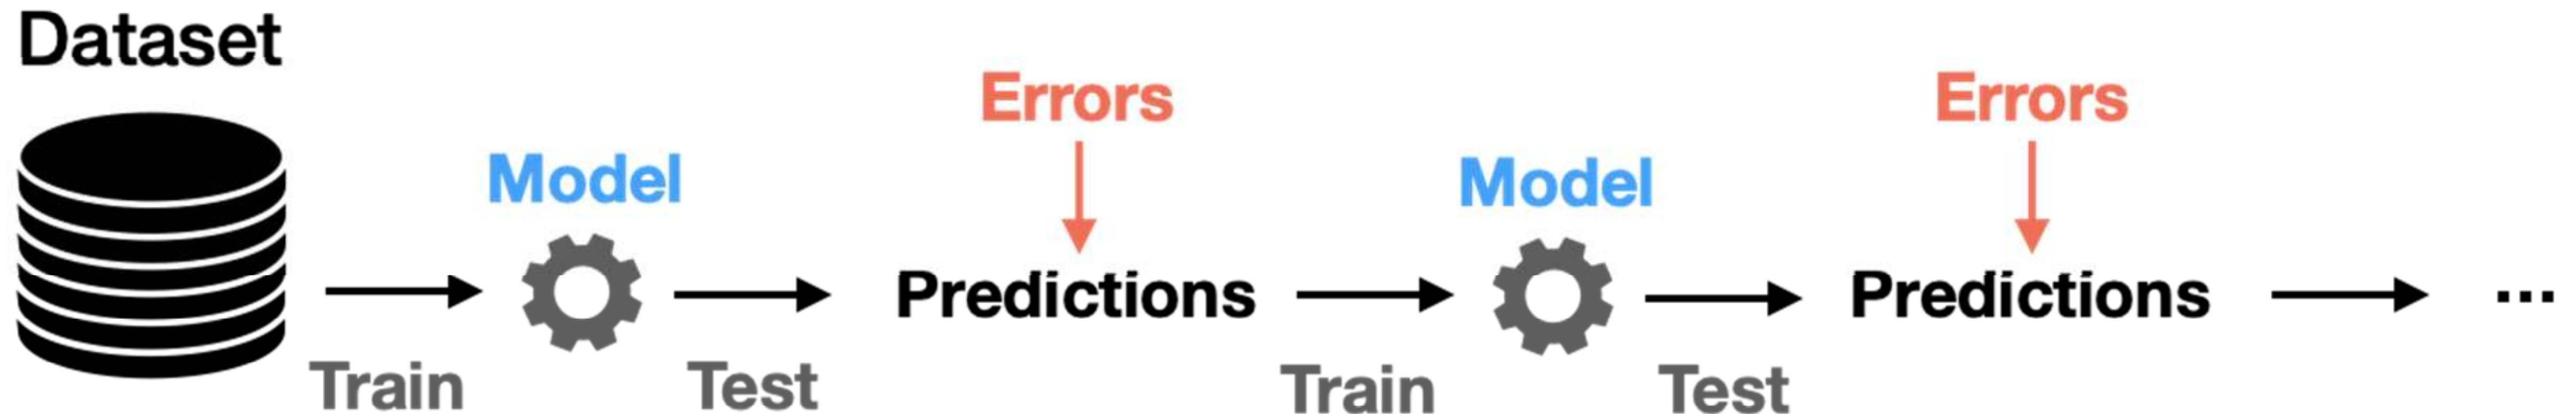 Dataset
Errors
Errors
Model
Model
Predictions
Predictions
...
Train
Test
Train
Test